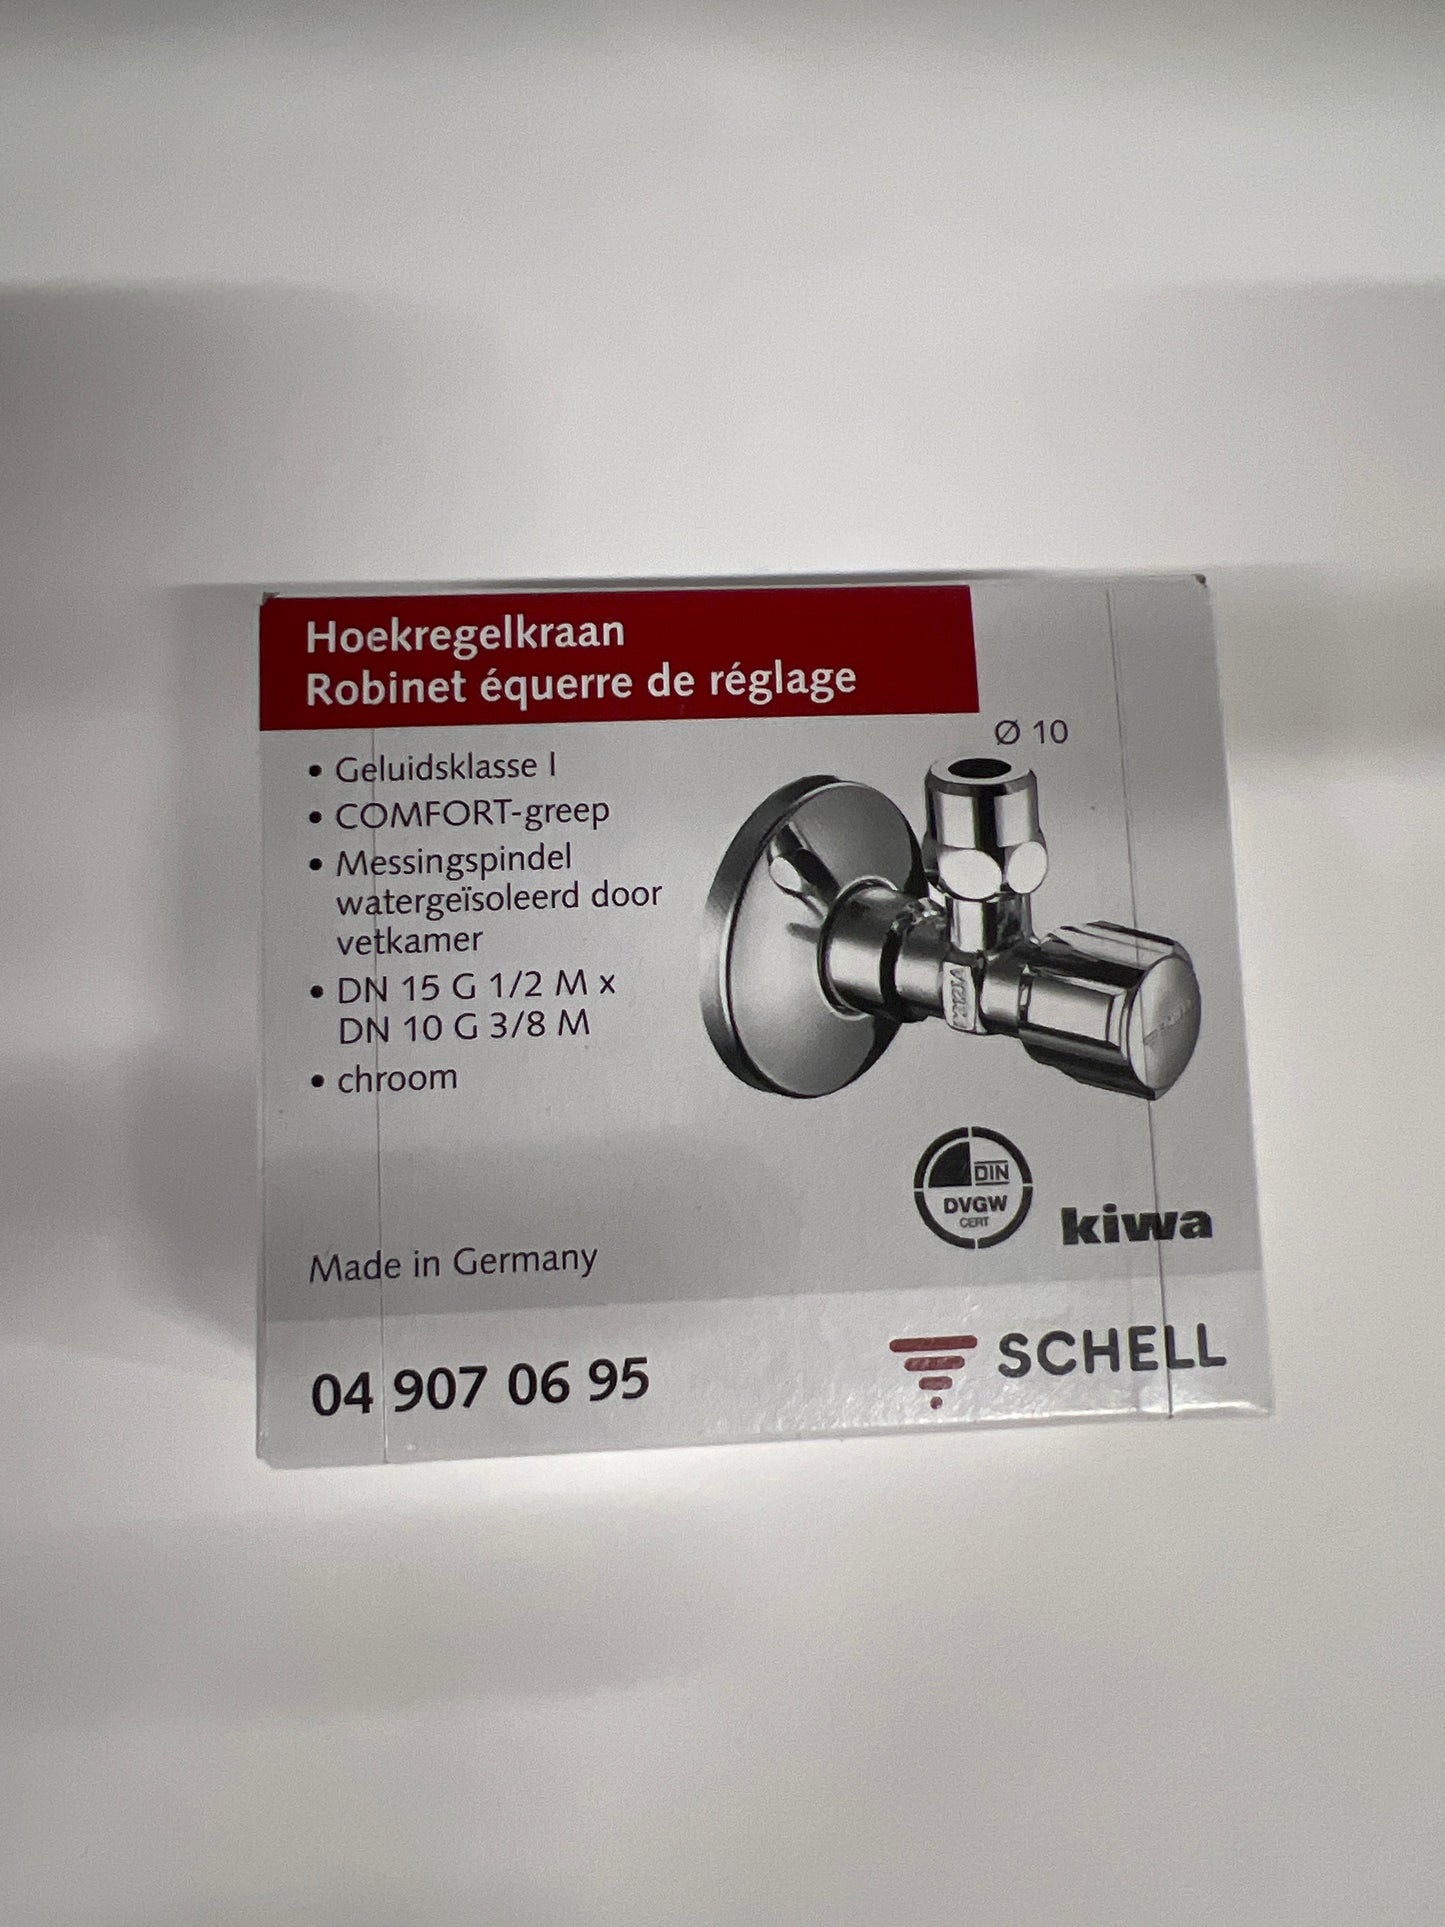 Hoekregelkraan
Robinet équerre de réglage
Ø 10
• Geluidsklasse I
• COMFORT-greep
• Messingspindel
watergeïsoleerd door
vetkamer
• DN 15 G 1/2 M x
DN 10 G 3/8 M
• chroom
DIN
DVGW
CERT
kiwa
Made in Germany
04 907 06 95
SCHELL